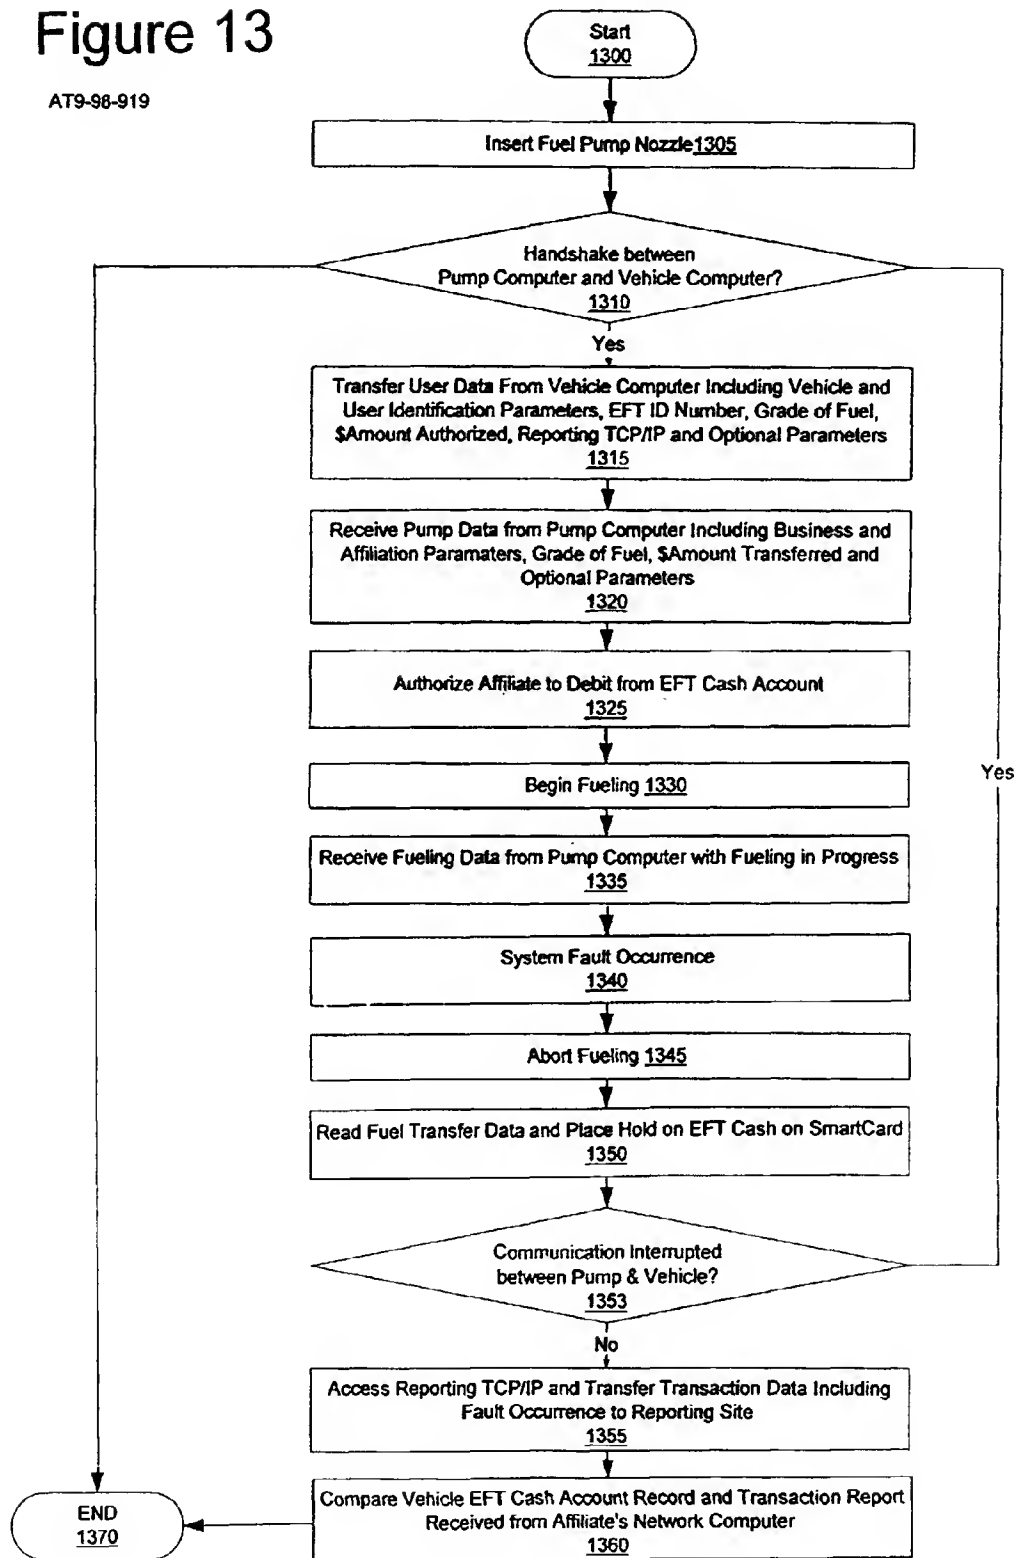 Figure 13
AT9-98-919
Start
1300
Insert Fuel Pump Nozzle1305
Handshake between
Pump Computer and Vehicle Computer?
1310
Yes
Transfer User Data From Vehicle Computer Including Vehicle and
User Identification Parameters, EFT ID Number, Grade of Fuel,
$Amount Authorized, Reporting TCP/IP and Optional Parameters
1315
Receive Pump Data from Pump Computer Including Business and
Affiliation Paramaters, Grade of Fuel, $Amount Transferred and
Optional Parameters
1320
Authorize Affiliate to Debit from EFT Cash Account
1325
Begin Fueling 1330
Yes
Receive Fueling Data from Pump Computer with Fueling in Progress
1335
System Fault Occurrence
1340
Abort Fueling 1345
Read Fuel Transfer Data and Place Hold on EFT Cash on SmartCard
1350
Communication Interrupted
between Pump & Vehicle?
1353
No
Access Reporting TCP/IP and Transfer Transaction Data Including
Fault Occurrence to Reporting Site
1355
Compare Vehicle EFT Cash Account Record and Transaction Report
Received from Affiliate's Network Computer
1360
END
1370